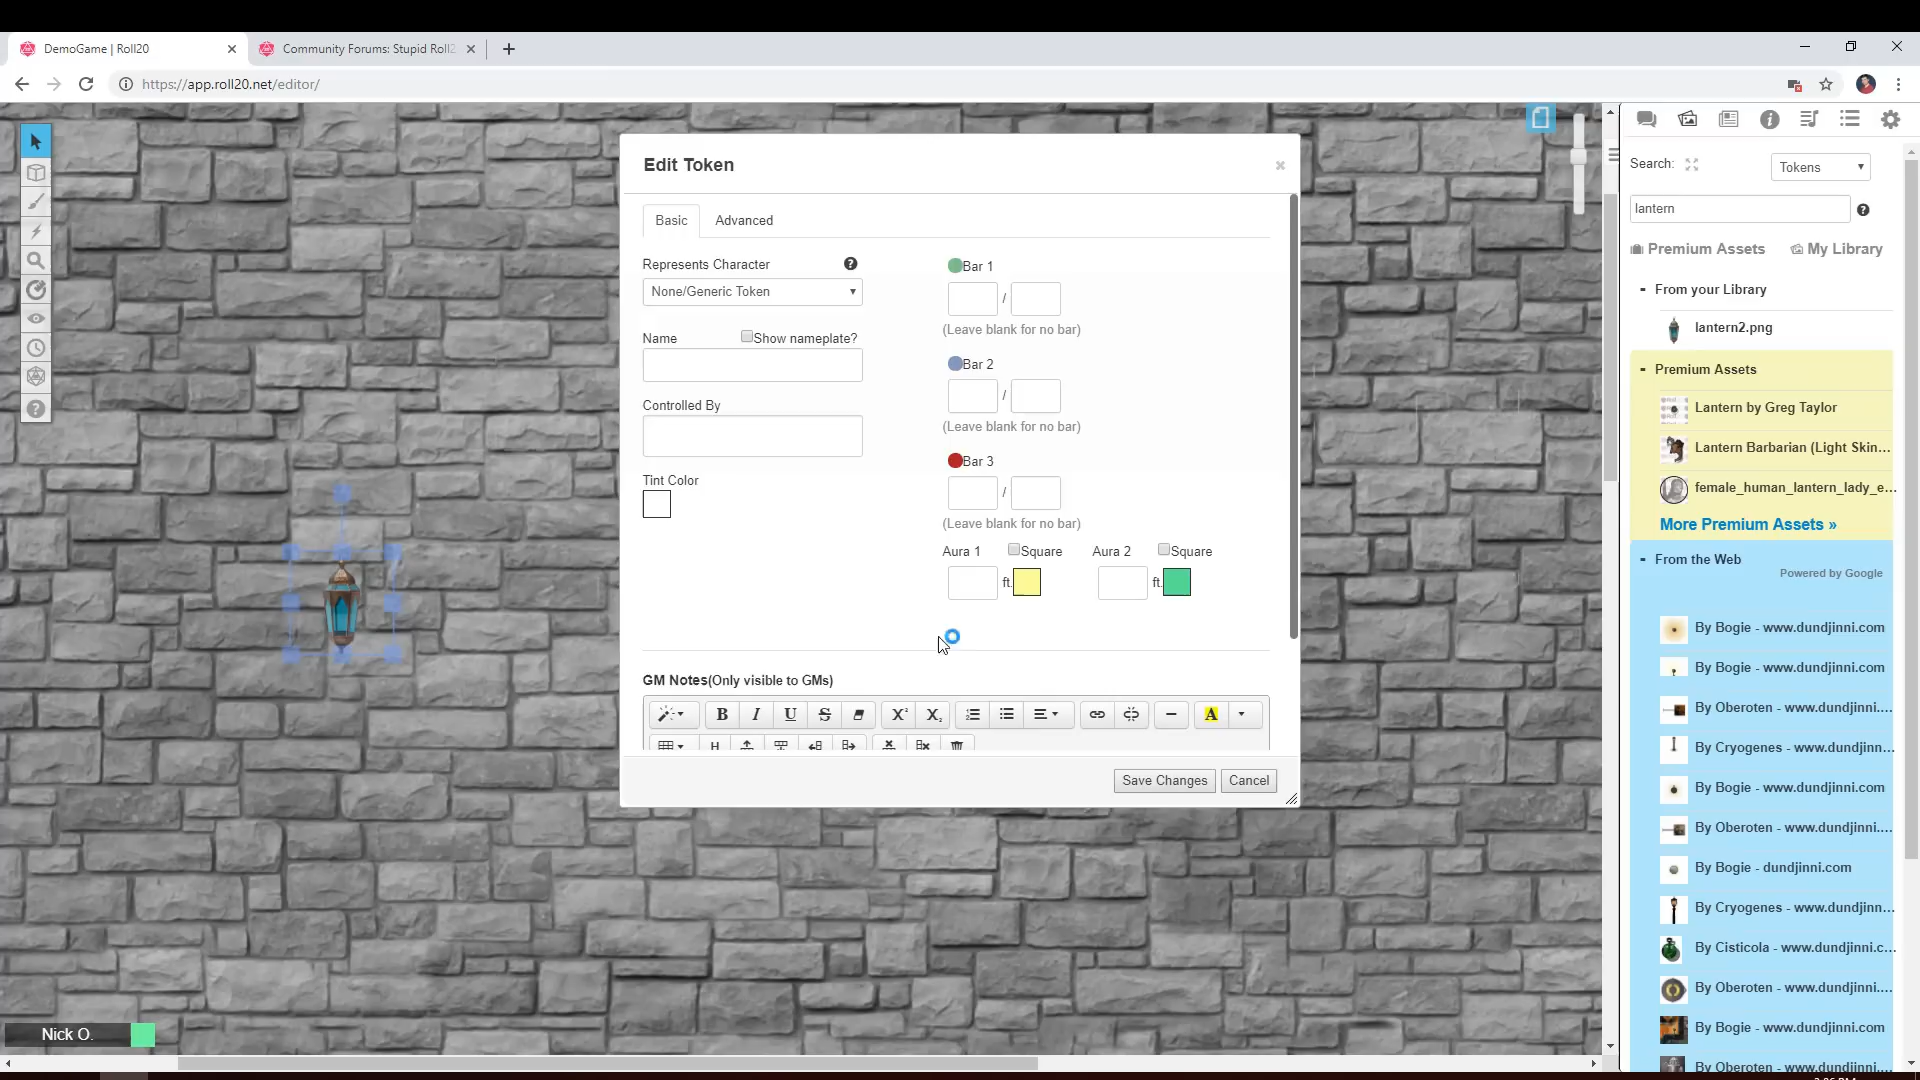 DemoGame | Roll20
Community Forums: Stupid Roll2
https://app.roll20.net/editor/
Edit Token
Basic
Advanced
Represents Character
None/Generic Token
Name
Show nameplate?
Controlled By
Tint Color
Bar 1
/
(Leave blank for no bar)
Bar 2
/
(Leave blank for no bar)
Bar 3
/
(Leave blank for no bar)
Aura 1
Square
Aura 2
Square
ft.
ft.
GM Notes(Only visible to GMs)
B I U S X² X₂ A
H
Save Changes
Cancel
Search:
Tokens
lantern
Premium Assets
My Library
- From your Library
lantern2.png
- Premium Assets
Lantern by Greg Taylor
Lantern Barbarian (Light Skin...
female_human_lantern_lady_e...
More Premium Assets »
- From the Web
Powered by Google
By Bogie - www.dundjinni.com
By Bogie - www.dundjinni.com
By Oberoten - www.dundjinni....
By Cryogenes - www.dundjinn...
By Bogie - www.dundjinni.com
By Oberoten - www.dundjinni....
By Bogie - dundjinni.com
By Cryogenes - www.dundjinn...
By Cisticola - www.dundjinni.c...
By Oberoten - www.dundjinni....
By Bogie - www.dundjinni.com
By Oberoten - www.dundjinni....
Nick O.